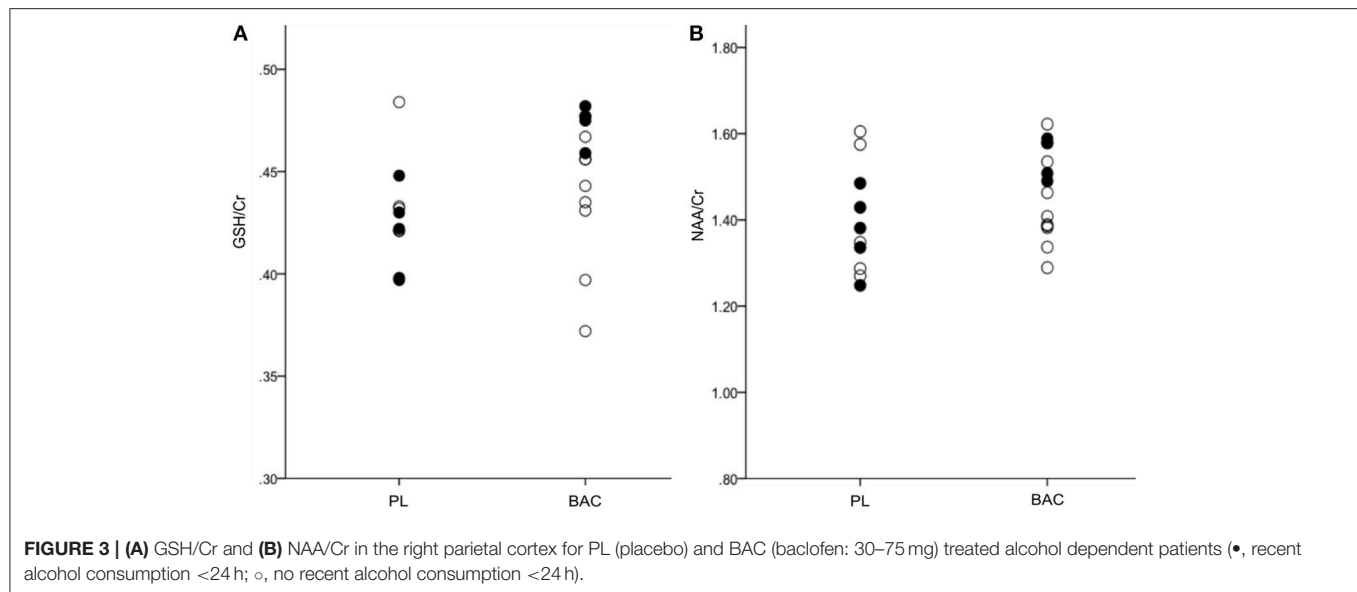 A
.50
.45
.40
.35
.30
GSH/Cr
PL
BAC
B
1.80
1.60
1.40
1.20
1.00
.80
NAA/Cr
PL
BAC
FIGURE 3 | (A) GSH/Cr and (B) NAA/Cr in the right parietal cortex for PL (placebo) and BAC (baclofen: 30–75 mg) treated alcohol dependent patients (•, recent
alcohol consumption <24 h; ○, no recent alcohol consumption <24 h).